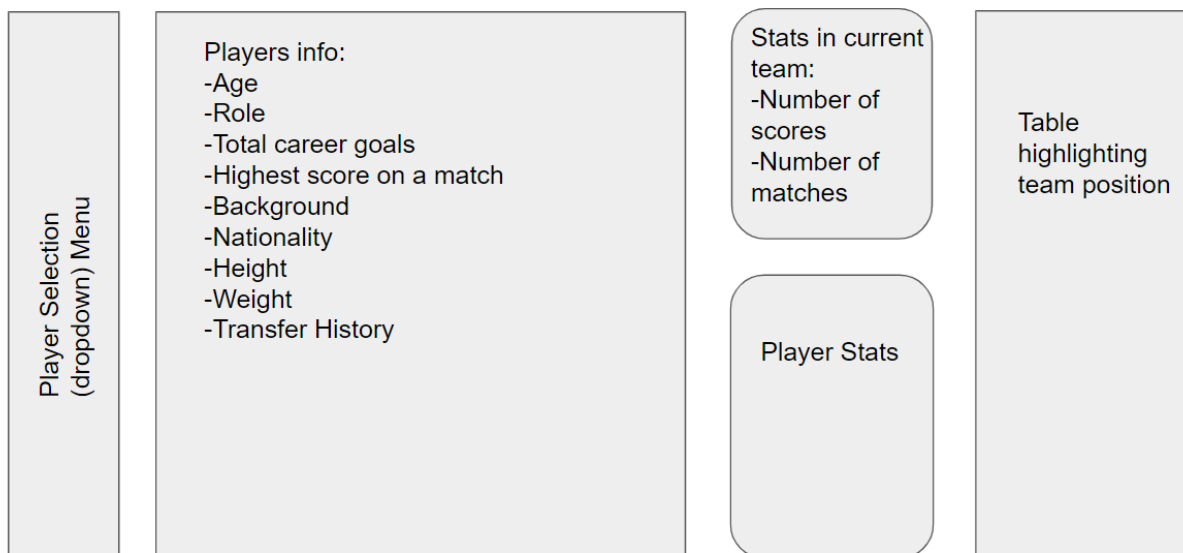 Player Selection
(dropdown) Menu
Players info:
-Age
-Role
-Total career goals
-Highest score on a match
-Background
-Nationality
-Height
-Weight
-Transfer History
Stats in current
team:
-Number of
scores
-Number of
matches
Player Stats
Table
highlighting
team position